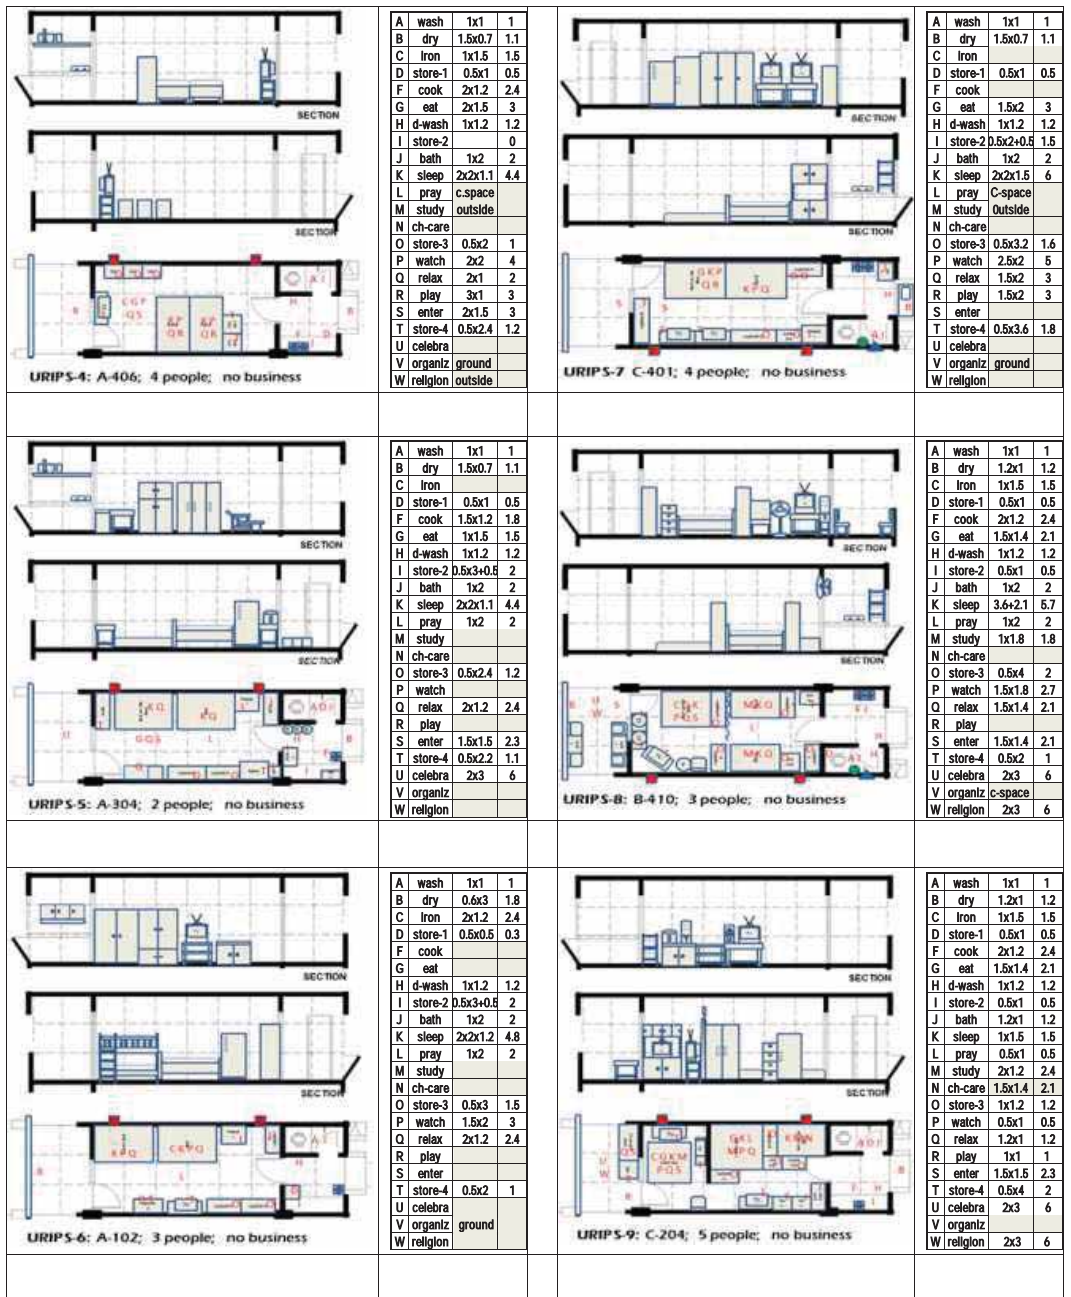 SECTION
SECTION
URIPS-4: A-406; 4 people; no business
A wash 1x1 1
B dry 1.5x0.7 1.1
C Iron 1x1.5 1.5
D store-1 0.5x1 0.5
F cook 2x1.2 2.4
G eat 2x1.5 3
H d-wash 1x1.2 1.2
I store-2 0
J bath 1x2 2
K sleep 2x2x1.1 4.4
L pray c.space
M study outside
N ch-care
O store-3 0.5x2 1
P watch 2x2 4
Q relax 2x1 2
R play 3x1 3
S enter 2x1.5 3
T store-4 0.5x2.4 1.2
U celebra
V organiz ground
W religion outside
SECTION
SECTION
URIPS-7 C-401; 4 people; no business
A wash 1x1 1
B dry 1.5x0.7 1.1
C Iron
D store-1 0.5x1 0.5
F cook
G eat 1.5x2 3
H d-wash 1x1.2 1.2
I store-2 0.5x2+0.5 1.5
J bath 1x2 2
K sleep 2x2x1.5 6
L pray C-space
M study 0utside
N ch-care
O store-3 0.5x3.2 1.6
P watch 2.5x2 5
Q relax 1.5x2 3
R play 1.5x2 3
S enter
T store-4 0.5x3.6 1.8
U celebra
V organiz ground
W religion
SECTION
SECTION
URIPS-5: A-304; 2 people; no business
A wash 1x1 1
B dry 1.5x0.7 1.1
C Iron
D store-1 0.5x1 0.5
F cook 1.5x1.2 1.8
G eat 1x1.5 1.5
H d-wash 1x1.2 1.2
I store-2 0.5x3+0.5 2
J bath 1x2 2
K sleep 2x2x1.1 4.4
L pray 1x2 2
M study
N ch-care
O store-3 0.5x2.4 1.2
P watch
Q relax 2x1.2 2.4
R play
S enter 1.5x1.5 2.3
T store-4 0.5x2.2 1.1
U celebra 2x3 6
V organiz
W religion
SECTION
SECTION
URIPS-8: B-410; 3 people; no business
A wash 1x1 1
B dry 1.2x1 1.2
C Iron 1x1.5 1.5
D store-1 0.5x1 0.5
F cook 2x1.2 2.4
G eat 1.5x1.4 2.1
H d-wash 1x1.2 1.2
I store-2 0.5x1 0.5
J bath 1x2 2
K sleep 3.6+2.1 5.7
L pray 1x2 2
M study 1x1.8 1.8
N ch-care
O store-3 0.5x4 2
P watch 1.5x1.8 2.7
Q relax 1.5x1.4 2.1
R play
S enter 1.5x1.4 2.1
T store-4 0.5x2 1
U celebra 2x3 6
V organiz c-space
W religion 2x3 6
SECTION
SECTION
URIPS-6: A-102; 3 people; no business
A wash 1x1 1
B dry 0.6x3 1.8
C Iron 2x1.2 2.4
D store-1 0.5x0.5 0.3
F cook
G eat
H d-wash 1x1.2 1.2
I store-2 0.5x3+0.5 2
J bath 1x2 2
K sleep 2x2x1.2 4.8
L pray 1x2 2
M study
N ch-care
O store-3 0.5x3 1.5
P watch 1.5x2 3
Q relax 2x1.2 2.4
R play
S enter
T store-4 0.5x2 1
U celebra
V organiz ground
W religion
SECTION
SECTION
URIPS-9: C-204; 5 people; no business
A wash 1x1 1
B dry 1.2x1 1.2
C Iron 1x1.5 1.5
D store-1 0.5x1 0.5
F cook 2x1.2 2.4
G eat 1.5x1.4 2.1
H d-wash 1x1.2 1.2
I store-2 0.5x1 0.5
J bath 1.2x1 1.2
K sleep 1x1.5 1.5
L pray 0.5x1 0.5
M study 2x1.2 2.4
N ch-care 1.5x1.4 2.1
O store-3 1x1.2 1.2
P watch 0.5x1 0.5
Q relax 1.2x1 1.2
R play 1x1 1
S enter 1.5x1.5 2.3
T store-4 0.5x4 2
U celebra 2x3 6
V organiz
W religion 2x3 6